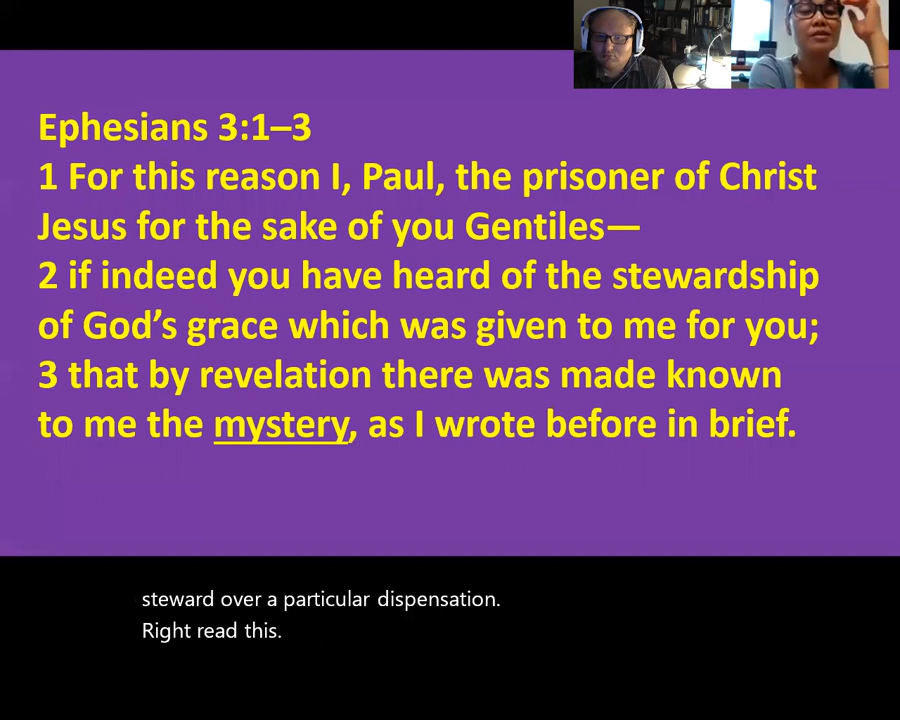 Ephesians 3:1–3
1 For this reason I, Paul, the prisoner of Christ
Jesus for the sake of you Gentiles—
2 if indeed you have heard of the stewardship
of God’s grace which was given to me for you;
3 that by revelation there was made known
to me the mystery, as I wrote before in brief.
steward over a particular dispensation.
Right read this.